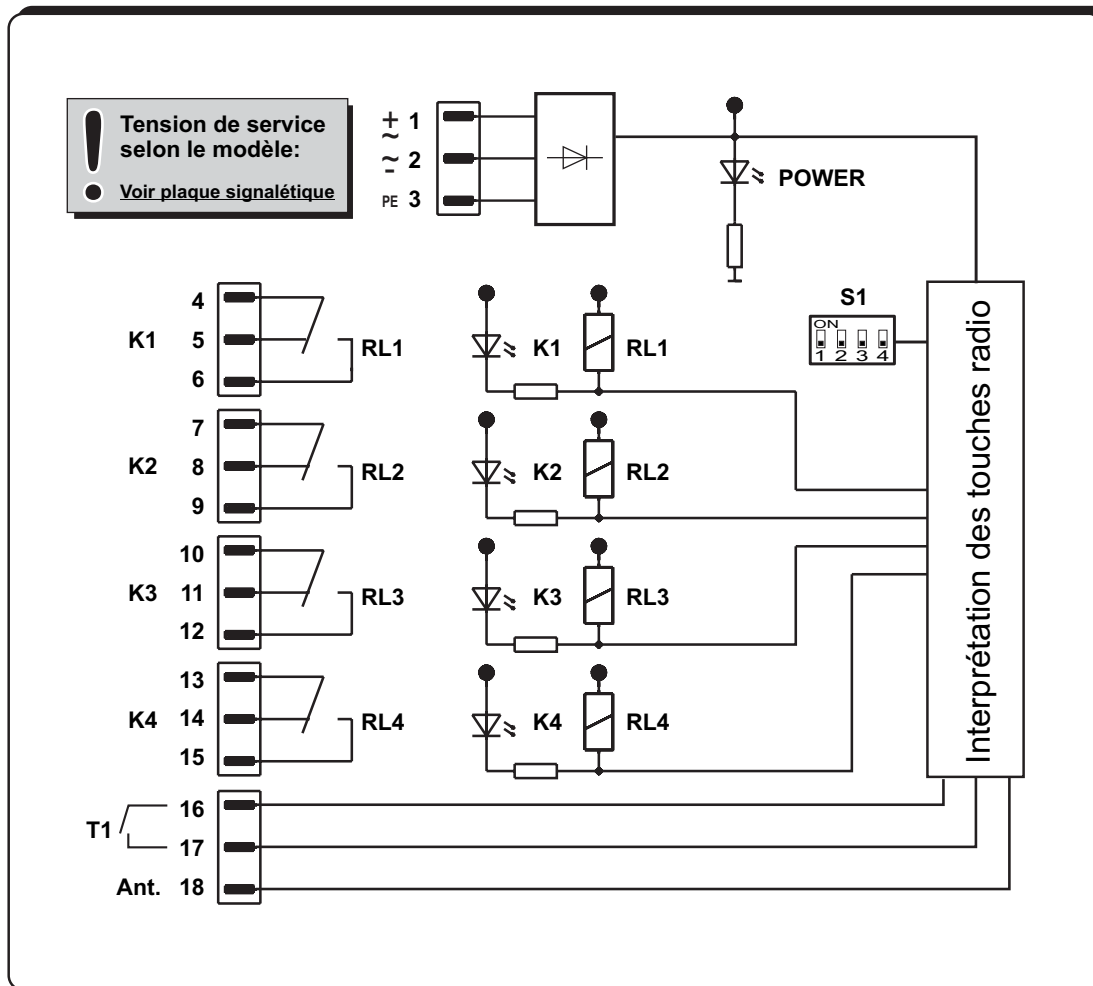 Tension de service
selon le modèle:
Voir plaque signalétique
+
~ 1
~
- 2
PE 3
POWER
S1
ON
1 2 3 4
K1
4
5
6
RL1
K1
RL1
K2
7
8
9
RL2
K2
RL2
K3
10
11
12
RL3
K3
RL3
K4
13
14
15
RL4
K4
RL4
T1
16
17
Ant. 18
Interprétation des touches radio